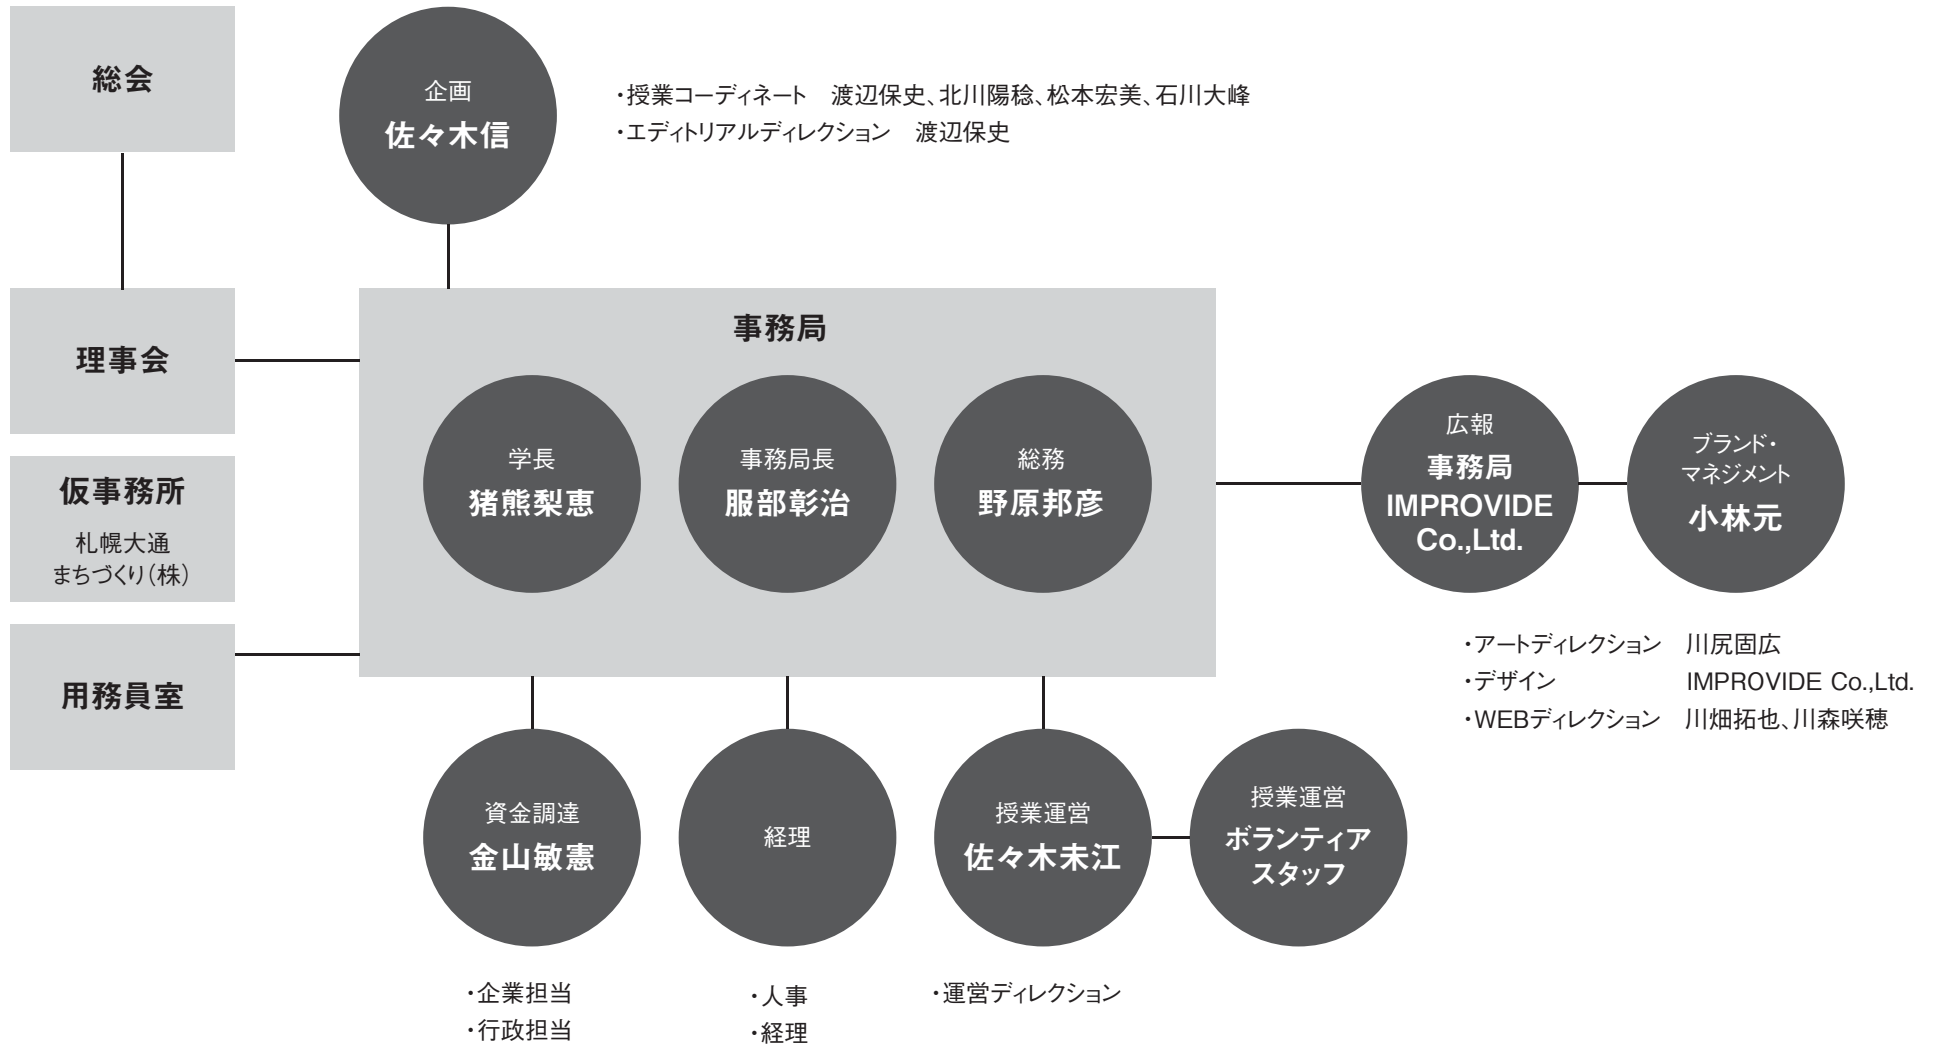 総会
企画
佐々木信
・授業コーディネート　渡辺保史、北川陽稔、松本宏美、石川大峰
・エディトリアルディレクション　渡辺保史
理事会
事務局
学長
猪熊梨恵
事務局長
服部彰治
総務
野原邦彦
広報
事務局
IMPROVIDE
Co.,Ltd.
ブランド・
マネジメント
小林元
仮事務所
札幌大通
まちづくり（株）
用務員室
・アートディレクション　川尻固広
・デザイン　IMPROVIDE Co.,Ltd.
・WEBディレクション　川畑拓也、川森咲穂
資金調達
金山敏憲
経理
授業運営
佐々木未江
授業運営
ボランティア
スタッフ
・企業担当
・行政担当
・人事
・経理
・運営ディレクション